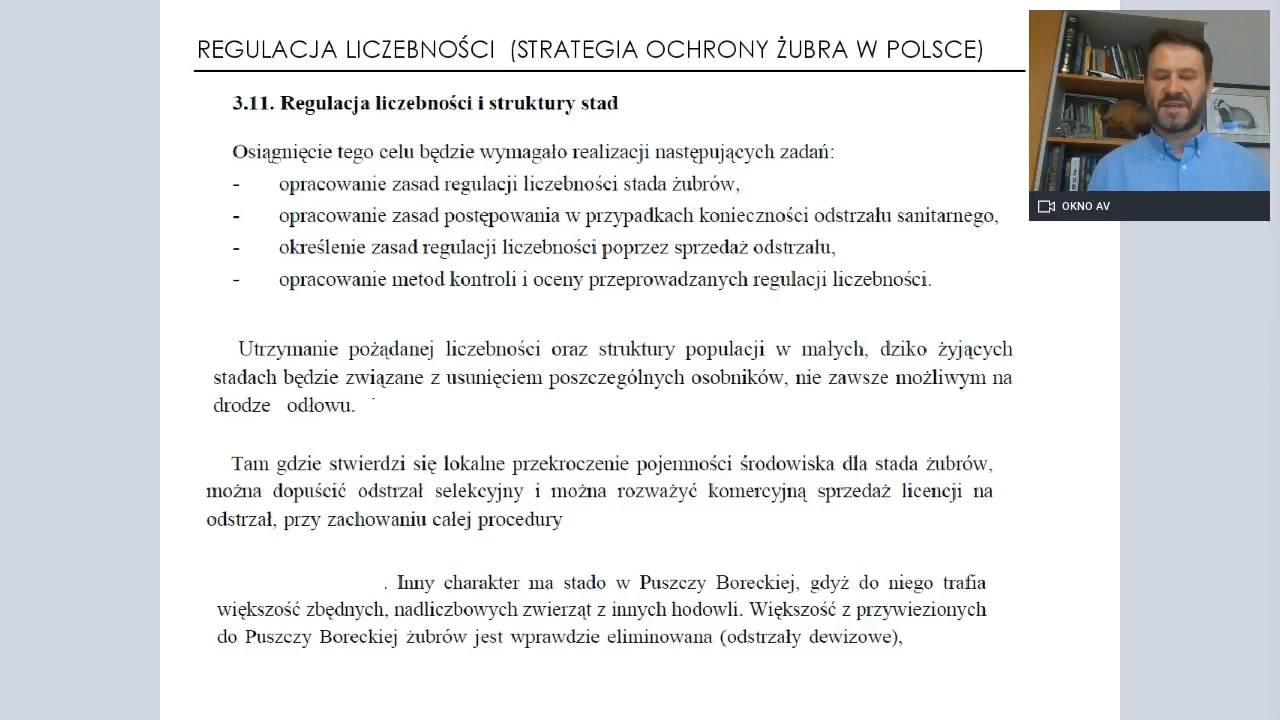 REGULACJA LICZEBNOŚCI (STRATEGIA OCHRONY ŻUBRA W POLSCE)
3.11. Regulacja liczebności i struktury stad
Osiągnięcie tego celu będzie wymagało realizacji następujących zadań:
- opracowanie zasad regulacji liczebności stada żubrów,
- opracowanie zasad postępowania w przypadkach konieczności odstrzału sanitarnego,
- określenie zasad regulacji liczebności poprzez sprzedaż odstrzału,
- opracowanie metod kontroli i oceny przeprowadzanych regulacji liczebności.
Utrzymanie pożądanej liczebności oraz struktury populacji w małych, dziko żyjących
stadach będzie związane z usunięciem poszczególnych osobników, nie zawsze możliwym na
drodze odłowu.
Tam gdzie stwierdzi się lokalne przekroczenie pojemności środowiska dla stada żubrów,
można dopuścić odstrzał selekcyjny i można rozważyć komercyjną sprzedaż licencji na
odstrzał, przy zachowaniu całej procedury
. Inny charakter ma stado w Puszczy Boreckiej, gdyż do niego trafia
większość zbędnych, nadliczbowych zwierząt z innych hodowli. Większość z przywiezionych
do Puszczy Boreckiej żubrów jest wprawdzie eliminowana (odstrzały dewizowe),
OKNO AV